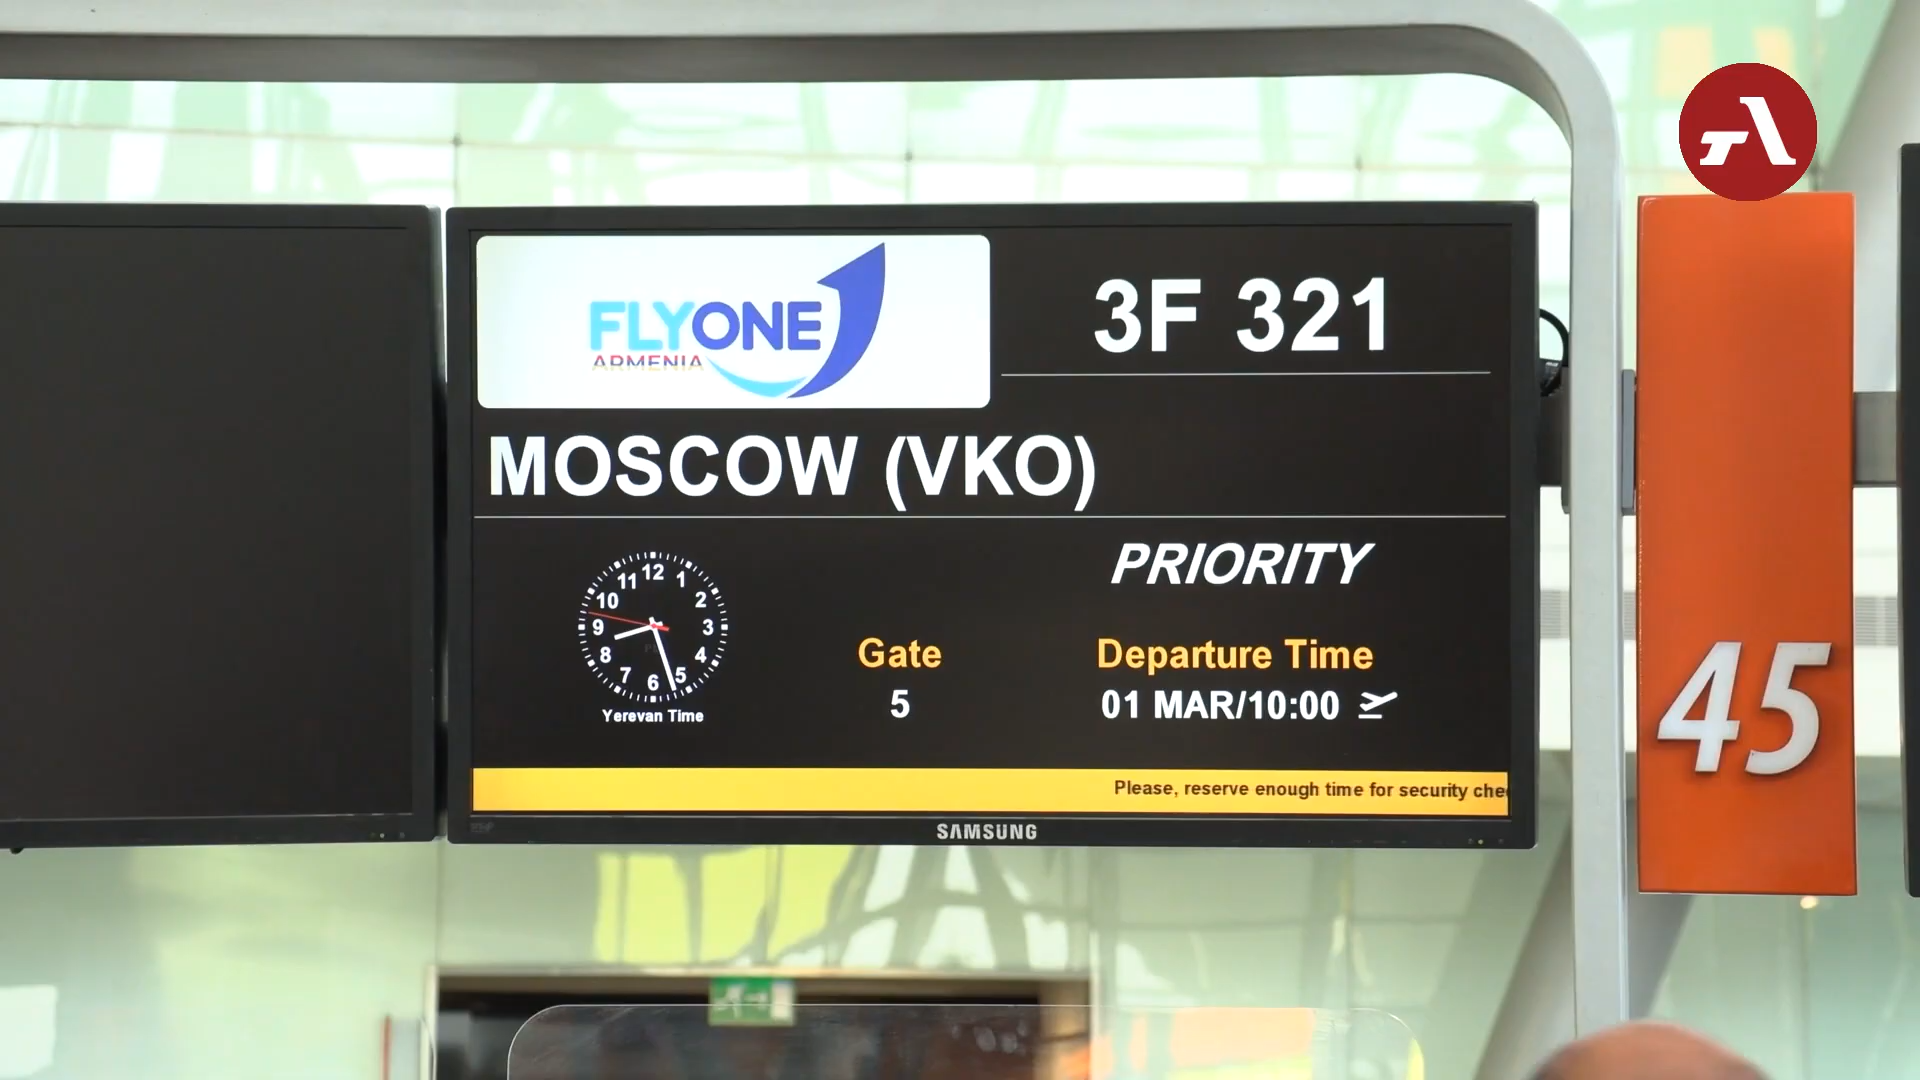 FLYONE
ARMENIA
3F 321
MOSCOW (VKO)
PRIORITY
12
11
1
10
2
9
3
8
4
7
6
5
Yerevan Time
Gate
5
Departure Time
01 MAR/10:00
Please, reserve enough time for security che
SAMSUNG
45